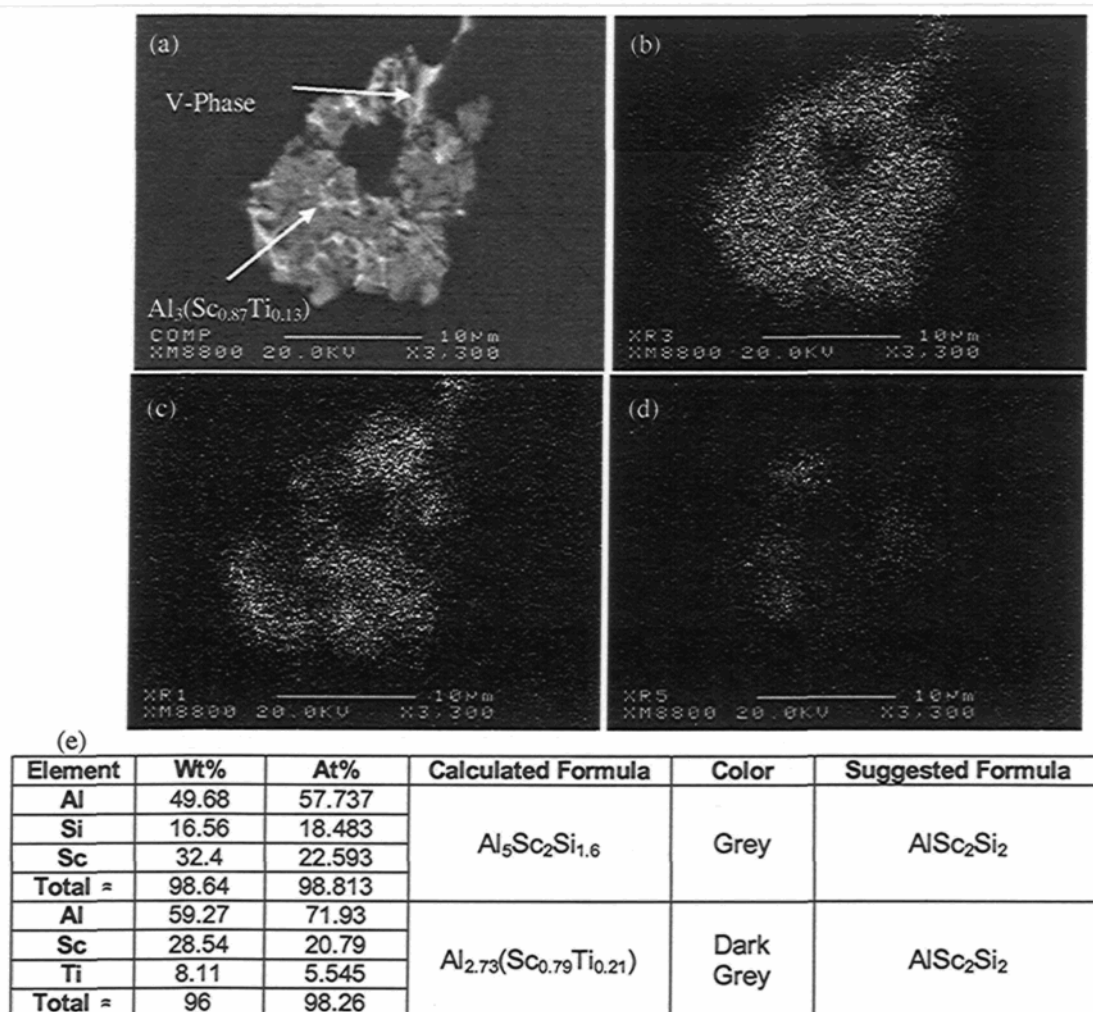 (a)
V-Phase
Al₃(Sc₀.₈₇Ti₀.₁₃)
COMP 10µm
XM8800 20.0KV X3,300
(b)
XR3 10µm
XM8800 20.0KV X3,300
(c)
XR1 10µm
XM8800 20.0KV X3,300
(d)
XR5 10µm
XM8800 20.0KV X3,300
(e)
Element Wt% At% Calculated Formula Color Suggested Formula
Al 49.68 57.737
Si 16.56 18.483
Al₅Sc₂Si₁.₆ Grey AlSc₂Si₂
Sc 32.4 22.593
Total ≈ 98.64 98.813
Al 59.27 71.93
Sc 28.54 20.79
Al₂.₇₃(Sc₀.₇₉Ti₀.₂₁) Dark Grey AlSc₂Si₂
Ti 8.11 5.545
Total ≈ 96 98.26